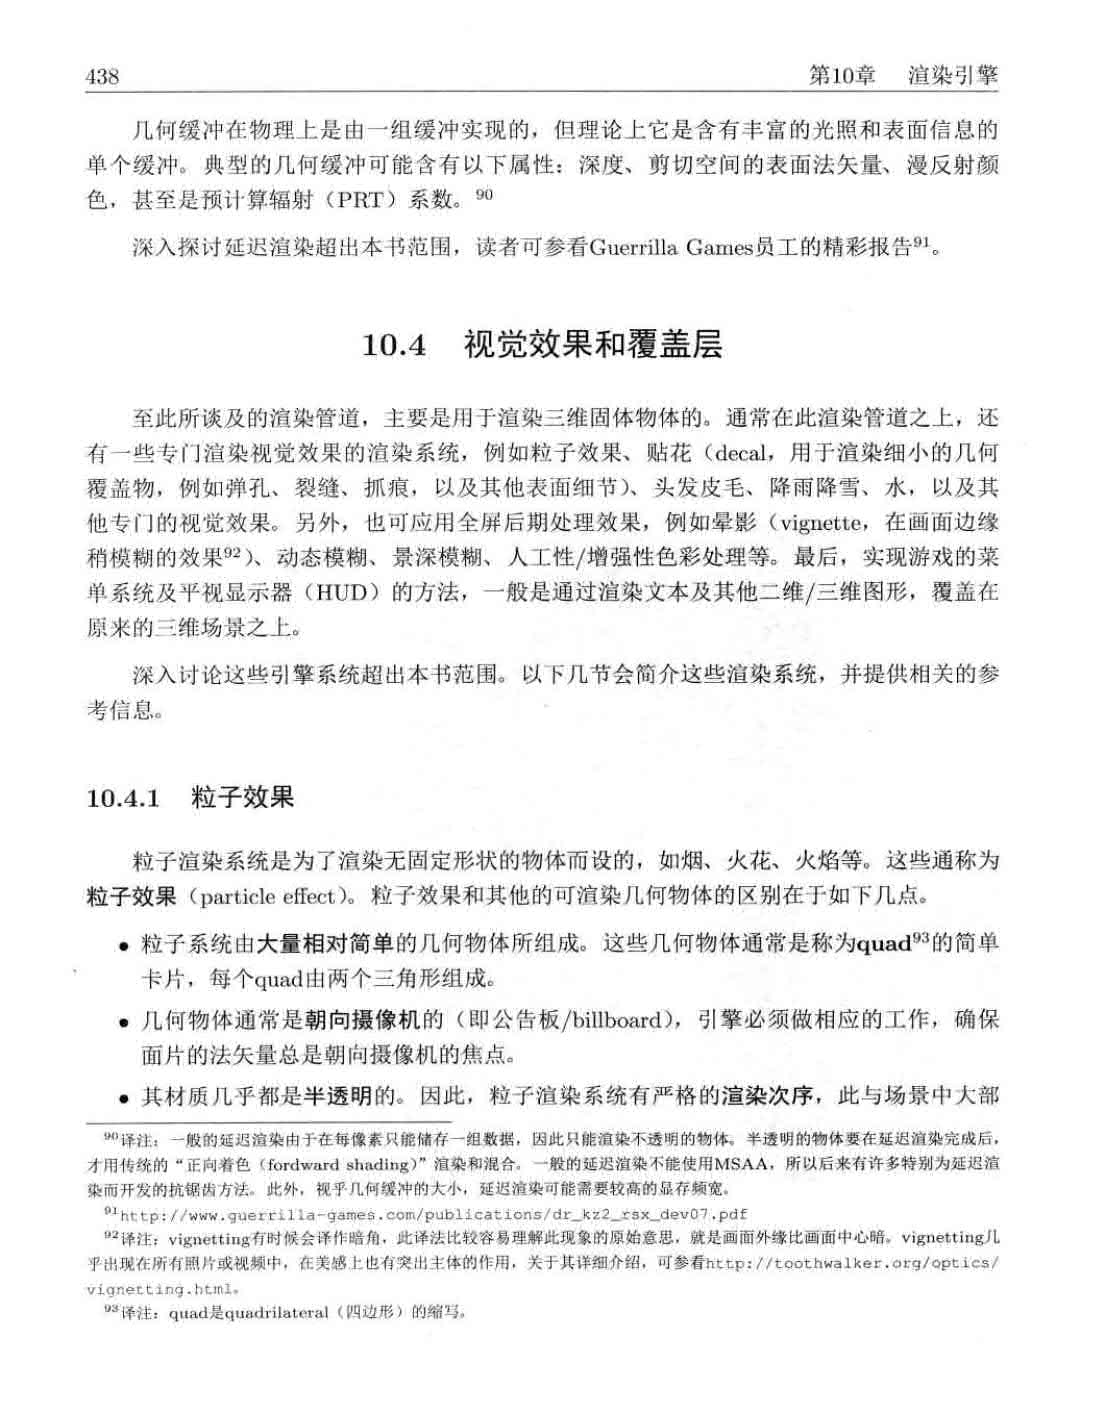 438 第10章 渲染引擎
几何缓冲在物理上是由一组缓冲实现的，但理论上它是含有丰富的光照和表面信息的
单个缓冲。典型的几何缓冲可能含有以下属性：深度、剪切空间的表面法矢量、漫反射颜
色，甚至是预计算辐射（PRT）系数。90
深入探讨延迟渲染超出本书范围，读者可参看Guerrilla Games员工的精彩报告91。
10.4 视觉效果和覆盖层
至此所谈及的渲染管道，主要是用于渲染三维固体物体的。通常在此渲染管道之上，还
有一些专门渲染视觉效果的渲染系统，例如粒子效果、贴花（decal，用于渲染细小的几何
覆盖物，例如弹孔、裂缝、抓痕，以及其他表面细节）、头发皮毛、降雨降雪、水，以及其
他专门的视觉效果。另外，也可应用全屏后期处理效果，例如晕影（vignette，在画面边缘
稍模糊的效果92）、动态模糊、景深模糊、人工性/增强性色彩处理等。最后，实现游戏的菜
单系统及平视显示器（HUD）的方法，一般是通过渲染文本及其他二维/三维图形，覆盖在
原来的三维场景之上。
深入讨论这些引擎系统超出本书范围。以下几节会简介这些渲染系统，并提供相关的参
考信息。
10.4.1 粒子效果
粒子渲染系统是为了渲染无固定形状的物体而设的，如烟、火花、火焰等。这些通称为
粒子效果（particle effect）。粒子效果和其他的可渲染几何物体的区别在于如下几点。
• 粒子系统由大量相对简单的几何物体所组成。这些几何物体通常是称为quad93的简单
卡片，每个quad由两个三角形组成。
• 几何物体通常是朝向摄像机的（即公告板/billboard），引擎必须做相应的工作，确保
面片的法矢量总是朝向摄像机的焦点。
• 其材质几乎都是半透明的。因此，粒子渲染系统有严格的渲染次序，此与场景中大部
90译注：一般的延迟渲染由于在每像素只能储存一组数据，因此只能渲染不透明的物体。半透明的物体要在延迟渲染完成后，
才用传统的“正向着色（fordward shading）”渲染和混合。一般的延迟渲染不能使用MSAA，所以后来有许多特别为延迟渲
染而开发的抗锯齿方法。此外，视乎几何缓冲的大小，延迟渲染可能需要较高的显存频宽。
91http://www.guerrilla-games.com/publications/dr_kz2_rsx_dev07.pdf
92译注：vignetting有时候会译作暗角，此译法比较容易理解此现象的原始意思，就是画面外缘比画面中心暗。vignetting几
乎出现在所有照片或视频中，在美感上也有突出主体的作用，关于其详细介绍，可参看http://toothwalker.org/optics/
vignetting.html。
93译注：quad是quadrilateral（四边形）的缩写。